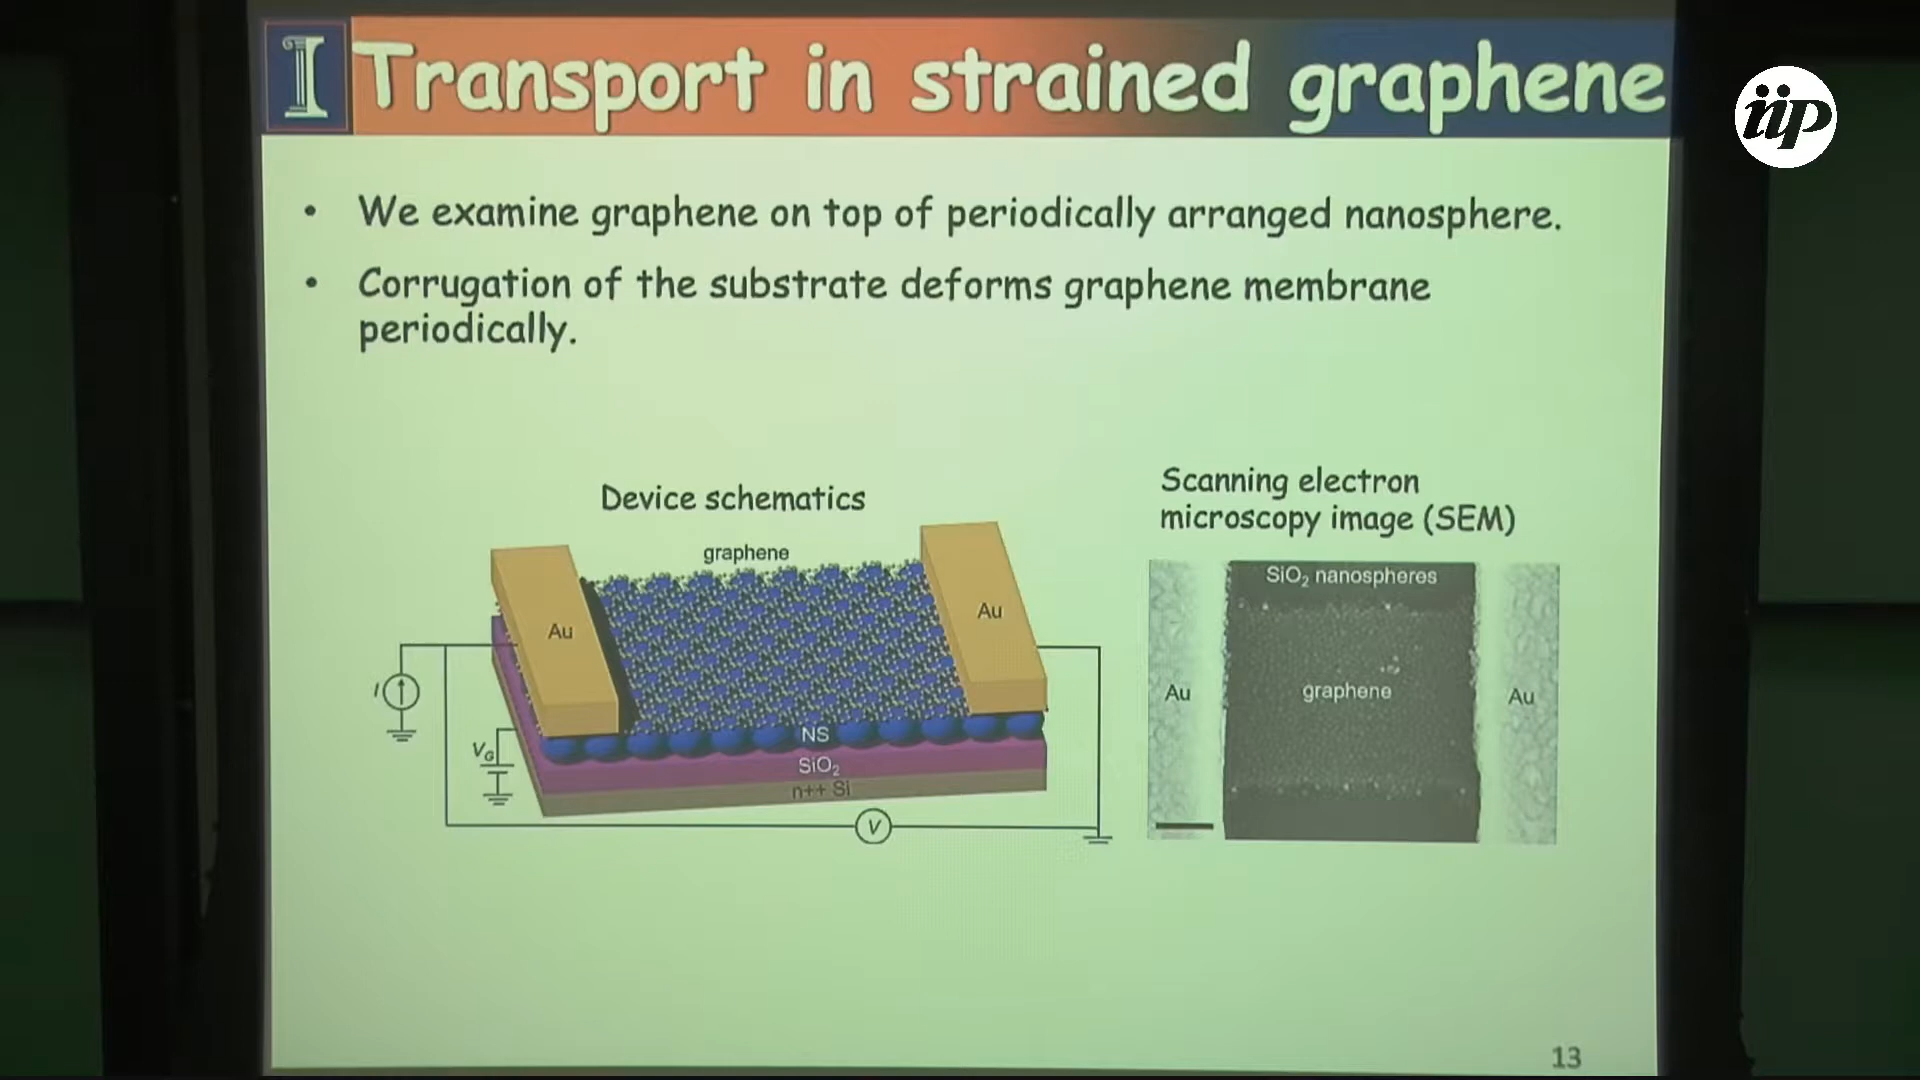 I Transport in strained graphene
iip
• We examine graphene on top of periodically arranged nanosphere.
• Corrugation of the substrate deforms graphene membrane
periodically.
Device schematics
Scanning electron
microscopy image (SEM)
graphene
Au
Au
I
VG
NS
SiO2
n++ Si
V
SiO2 nanospheres
Au
graphene
Au
13